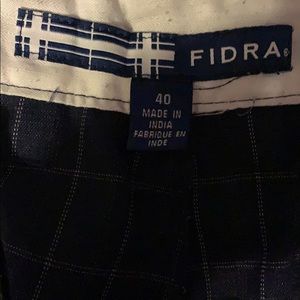 FIDRA®
40
MADE IN
INDIA
FABRIQUE EN
INDE